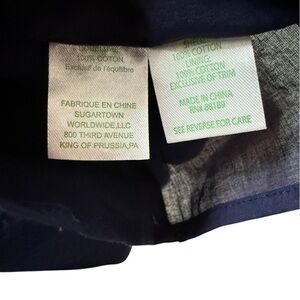 100% COTTON
Exclusif de l'équilibre
FABRIQUE EN CHINE
SUGARTOWN
WORLDWIDE,LLC
800 THIRD AVENUE
KING OF PRUSSIA,PA
100% COTTON
LINING:
100% COTTON
EXCLUSIVE OF TRIM
MADE IN CHINA
RN# 88189
SEE REVERSE FOR CARE